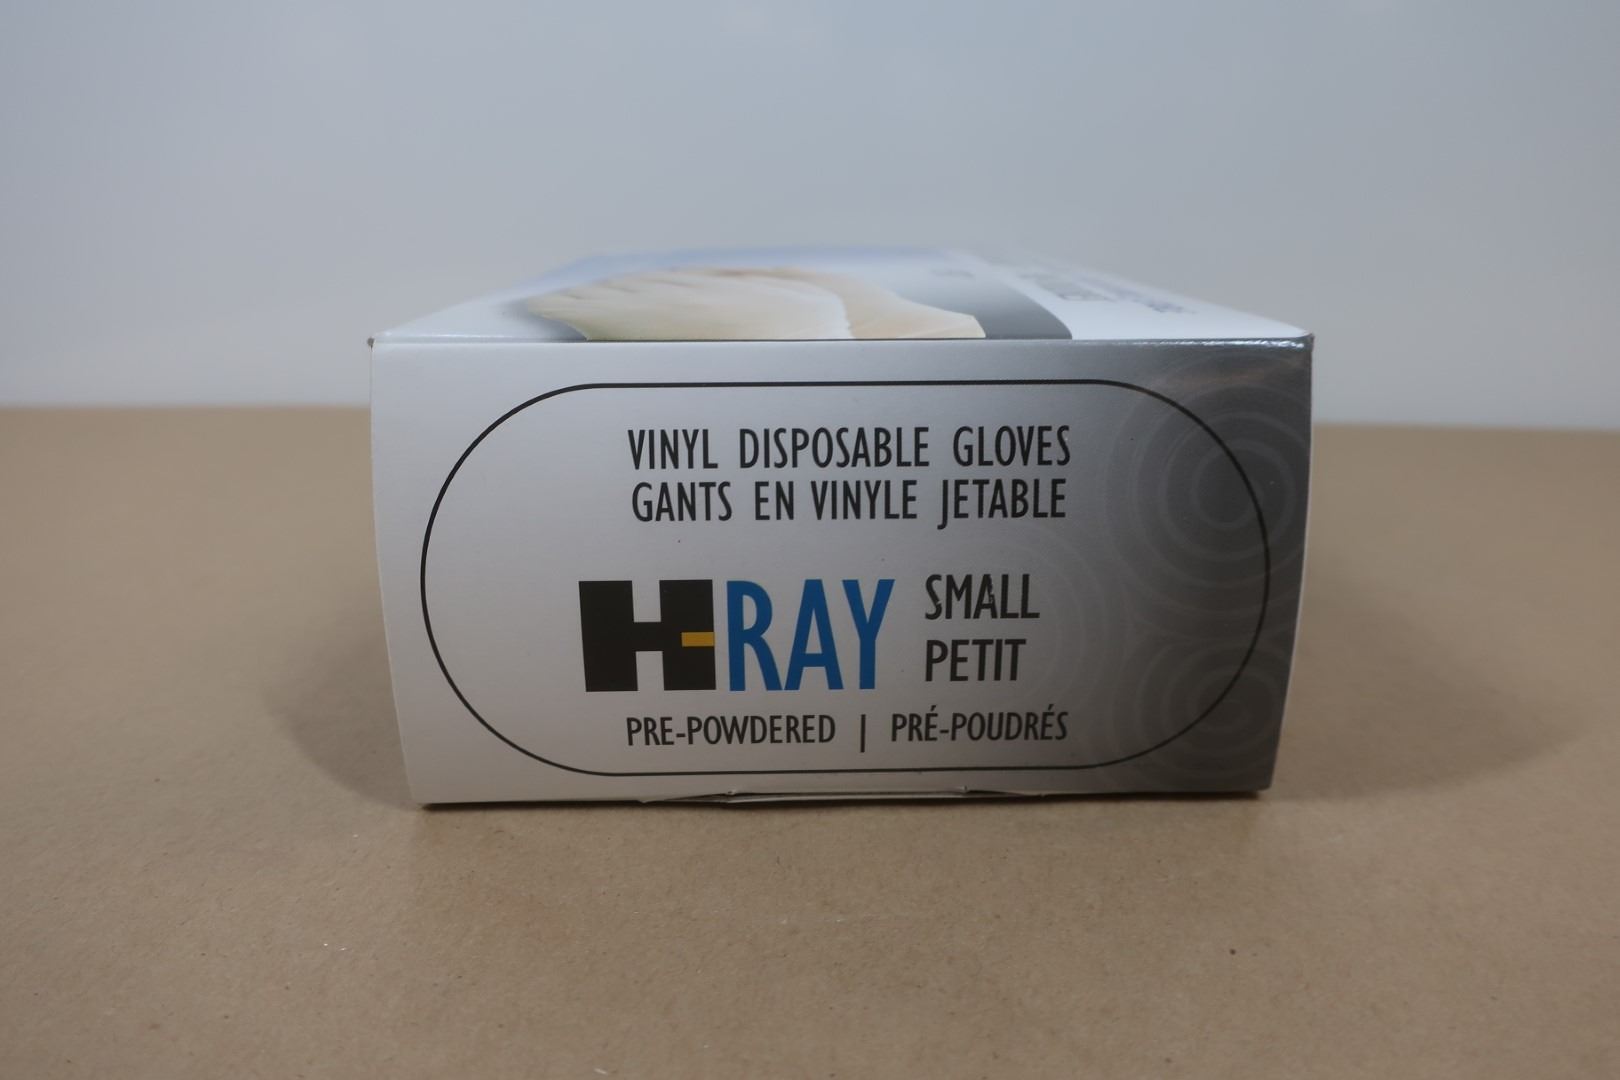 VINYL DISPOSABLE GLOVES
GANTS EN VINYLE JETABLE
H-RAY
SMALL
PETIT
PRE-POWDERED | PRÉ-POUDRÉS